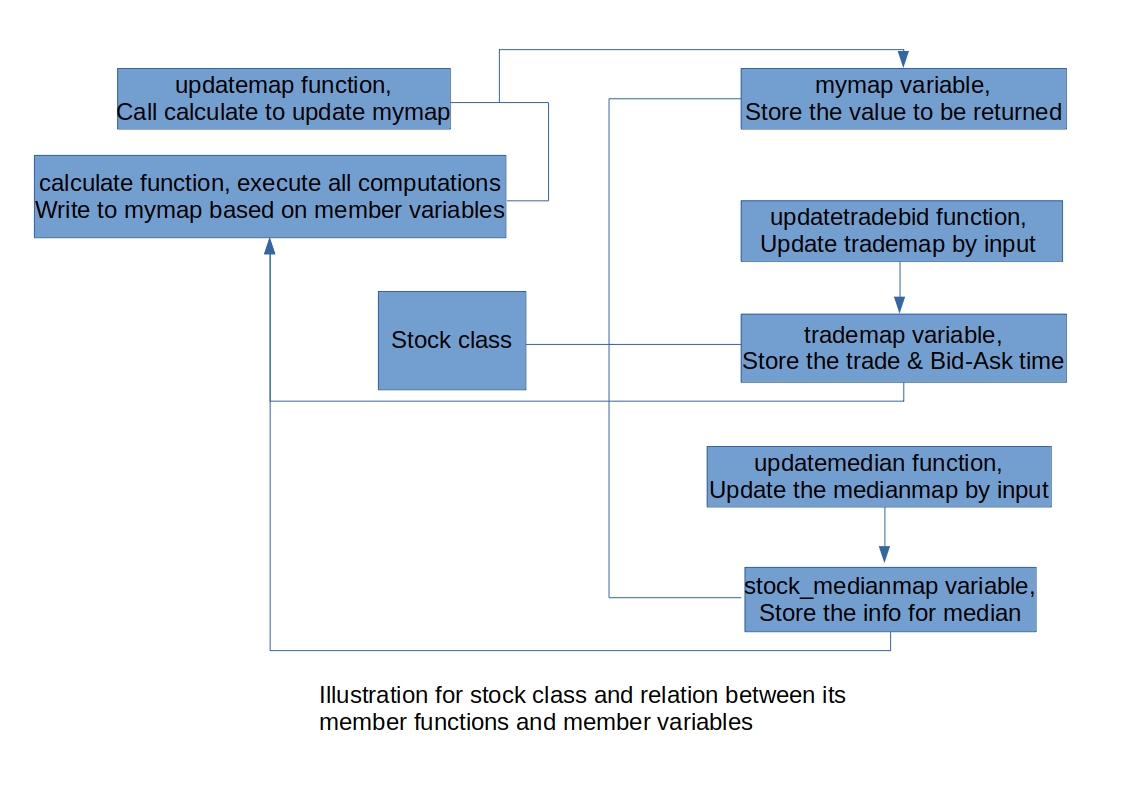 updatemap function,
Call calculate to update mymap
mymap variable,
Store the value to be returned
calculate function, execute all computations
Write to mymap based on member variables
updatetradebid function,
Update trademap by input
Stock class
trademap variable,
Store the trade & Bid-Ask time
updatemedian function,
Update the medianmap by input
stock_medianmap variable,
Store the info for median
Illustration for stock class and relation between its
member functions and member variables